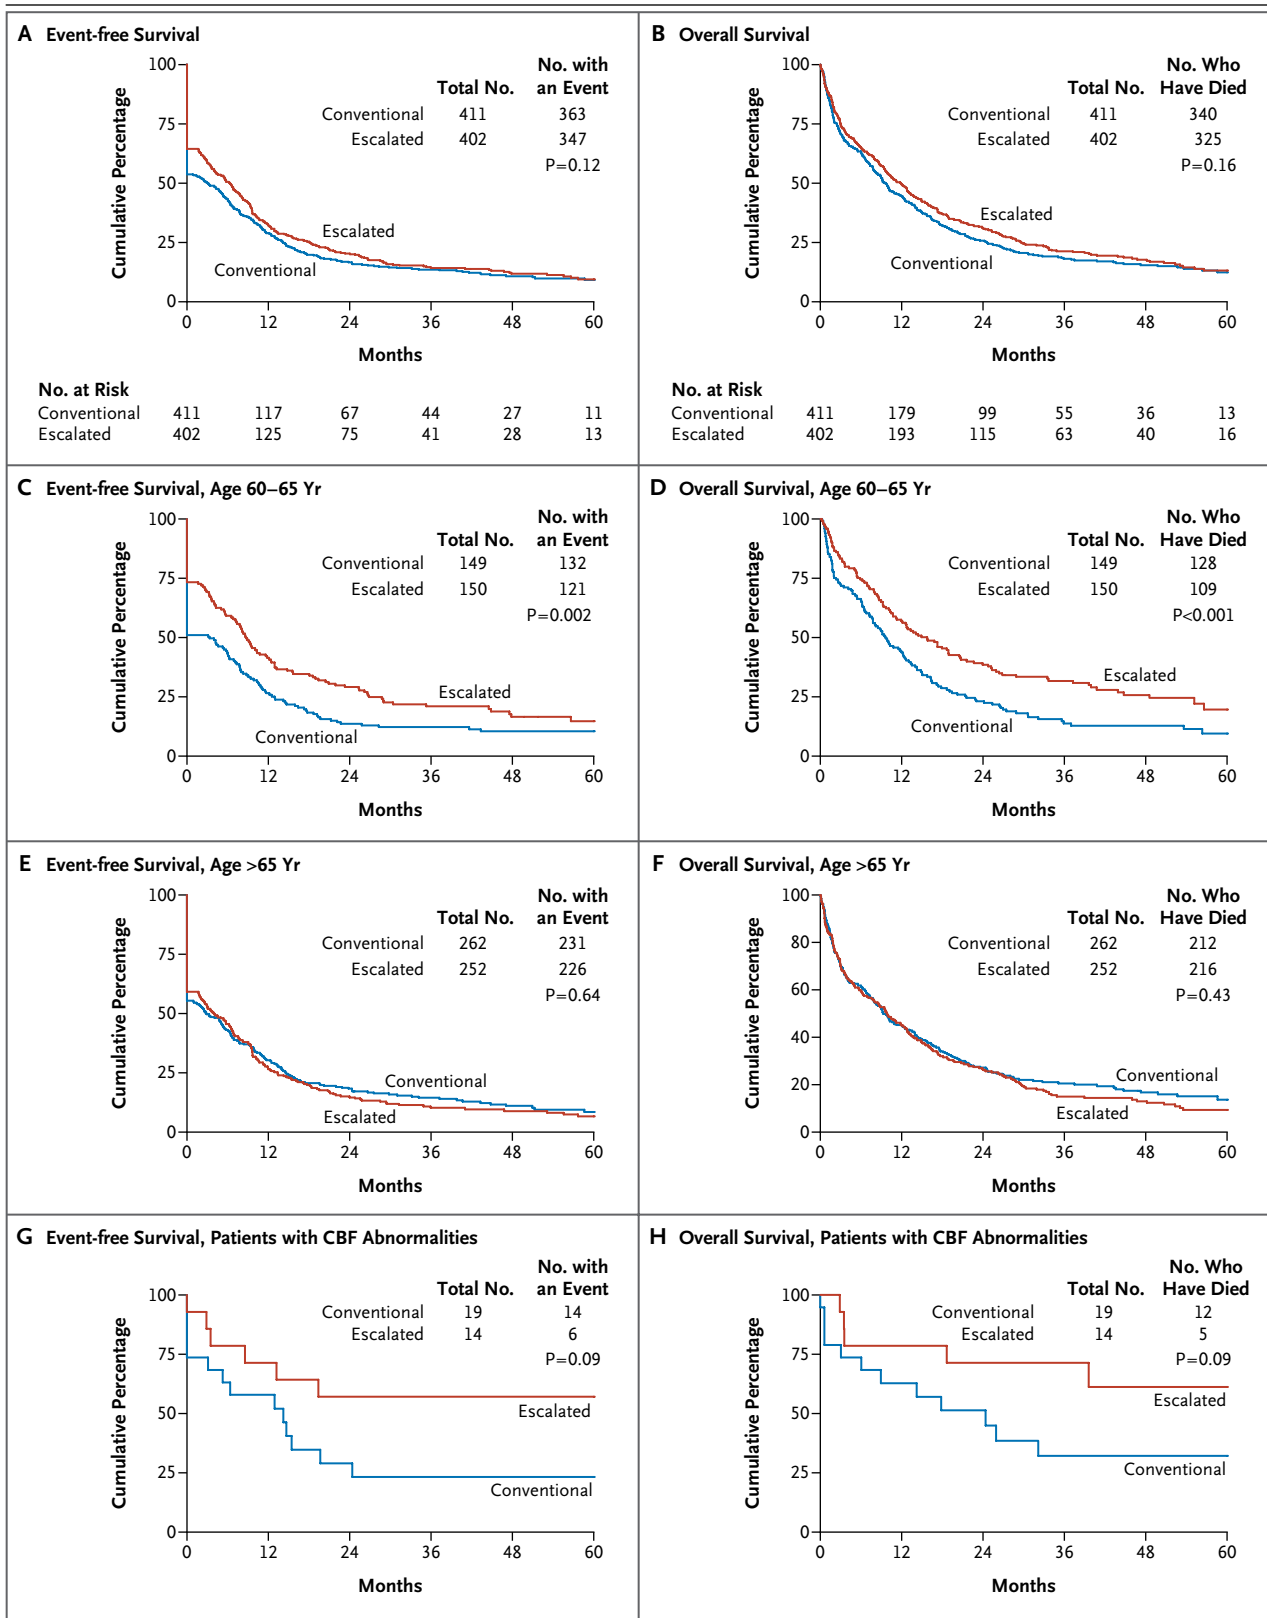 A Event-free Survival
No. with
Total No. an Event
Conventional 411 363
Escalated 402 347
P=0.12
Cumulative Percentage
100
75
50
25
0
Escalated
Conventional
0 12 24 36 48 60
Months
No. at Risk
Conventional 411 117 67 44 27 11
Escalated 402 125 75 41 28 13
B Overall Survival
No. Who
Total No. Have Died
Conventional 411 340
Escalated 402 325
P=0.16
Cumulative Percentage
100
75
50
25
0
Escalated
Conventional
0 12 24 36 48 60
Months
No. at Risk
Conventional 411 179 99 55 36 13
Escalated 402 193 115 63 40 16
C Event-free Survival, Age 60–65 Yr
No. with
Total No. an Event
Conventional 149 132
Escalated 150 121
P=0.002
Cumulative Percentage
100
75
50
25
0
Escalated
Conventional
0 12 24 36 48 60
Months
D Overall Survival, Age 60–65 Yr
No. Who
Total No. Have Died
Conventional 149 128
Escalated 150 109
P<0.001
Cumulative Percentage
100
75
50
25
0
Escalated
Conventional
0 12 24 36 48 60
Months
E Event-free Survival, Age >65 Yr
No. with
Total No. an Event
Conventional 262 231
Escalated 252 226
P=0.64
Cumulative Percentage
100
75
50
25
0
Conventional
Escalated
0 12 24 36 48 60
Months
F Overall Survival, Age >65 Yr
No. Who
Total No. Have Died
Conventional 262 212
Escalated 252 216
P=0.43
Cumulative Percentage
100
80
60
40
20
0
Conventional
Escalated
0 12 24 36 48 60
Months
G Event-free Survival, Patients with CBF Abnormalities
No. with
Total No. an Event
Conventional 19 14
Escalated 14 6
P=0.09
Cumulative Percentage
100
75
50
25
0
Escalated
Conventional
0 12 24 36 48 60
Months
H Overall Survival, Patients with CBF Abnormalities
No. Who
Total No. Have Died
Conventional 19 12
Escalated 14 5
P=0.09
Cumulative Percentage
100
75
50
25
0
Escalated
Conventional
0 12 24 36 48 60
Months